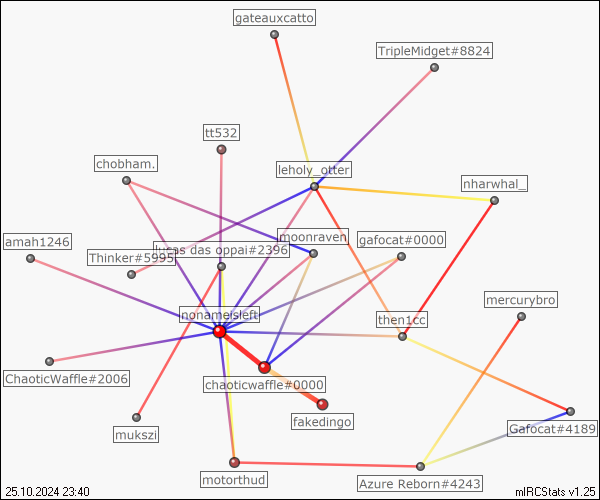 gateauxcatto
TripleMidget#8824
tt532
chobham.
leholy_otter
nharwhal_
amah1246
moonraven
gafocat#0000
lucas das oppai#2396
Thinker#5995
mercurybro
nonameisleft
then1cc
ChaoticWaffle#2006
chaoticwaffle#0000
mukszi
fakedingo
Gafocat#4189
motorthud
Azure Reborn#4243
25.10.2024 23:40
mIRCStats v1.25